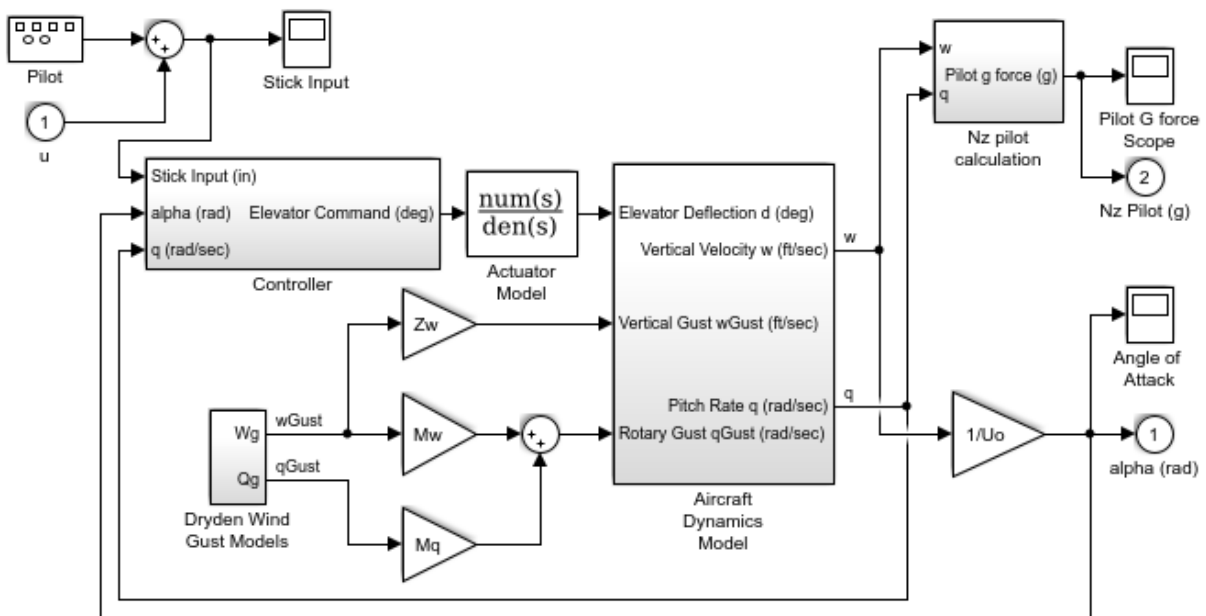 Pilot
+
+
Stick Input
1
u
w
Pilot g force (g)
q
Nz pilot
calculation
Pilot G force
Scope
2
Nz Pilot (g)
Stick Input (in)
alpha (rad)
Elevator Command (deg)
q (rad/sec)
Controller
num(s)
den(s)
Actuator
Model
Elevator Deflection d (deg)
Vertical Velocity w (ft/sec)
w
Vertical Gust wGust (ft/sec)
Pitch Rate q (rad/sec)
q
Rotary Gust qGust (rad/sec)
Aircraft
Dynamics
Model
Zw
Wg
wGust
Mw
+
+
Qg
qGust
Mq
Dryden Wind
Gust Models
Angle of
Attack
1/Uo
1
alpha (rad)